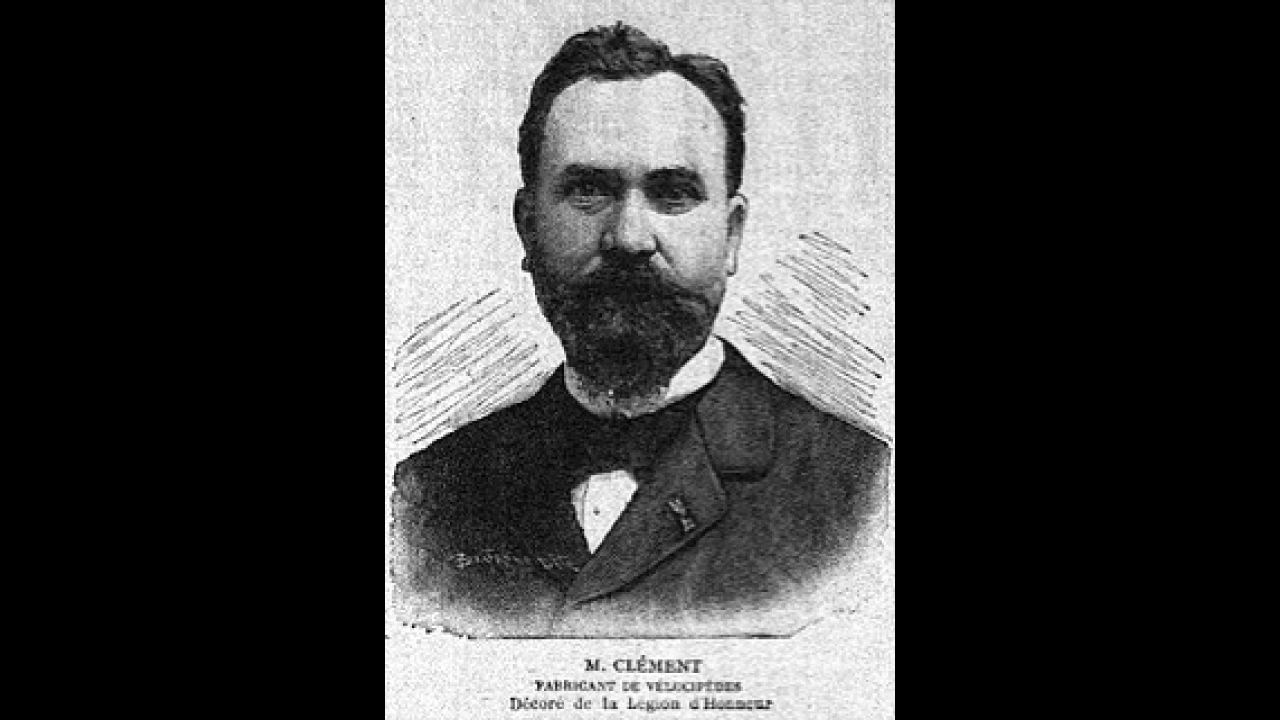 M. CLÉMENT
FABRICANT DE VÉLOCIPÈDES
Décoré de la Légion d'Honneur